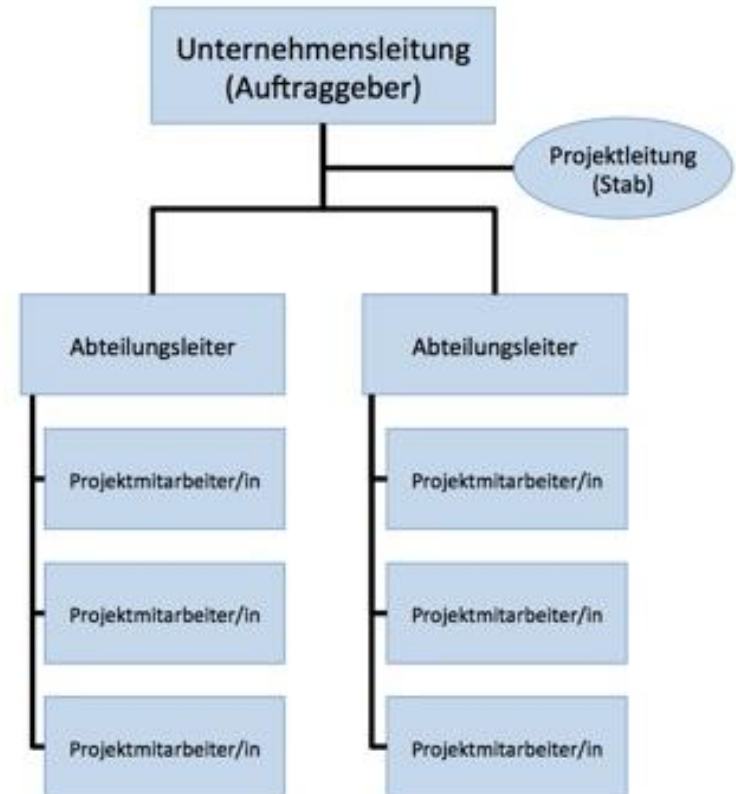 Unternehmensleitung
(Auftraggeber)
Projektleitung
(Stab)
Abteilungsleiter
Abteilungsleiter
Projektmitarbeiter/in
Projektmitarbeiter/in
Projektmitarbeiter/in
Projektmitarbeiter/in
Projektmitarbeiter/in
Projektmitarbeiter/in